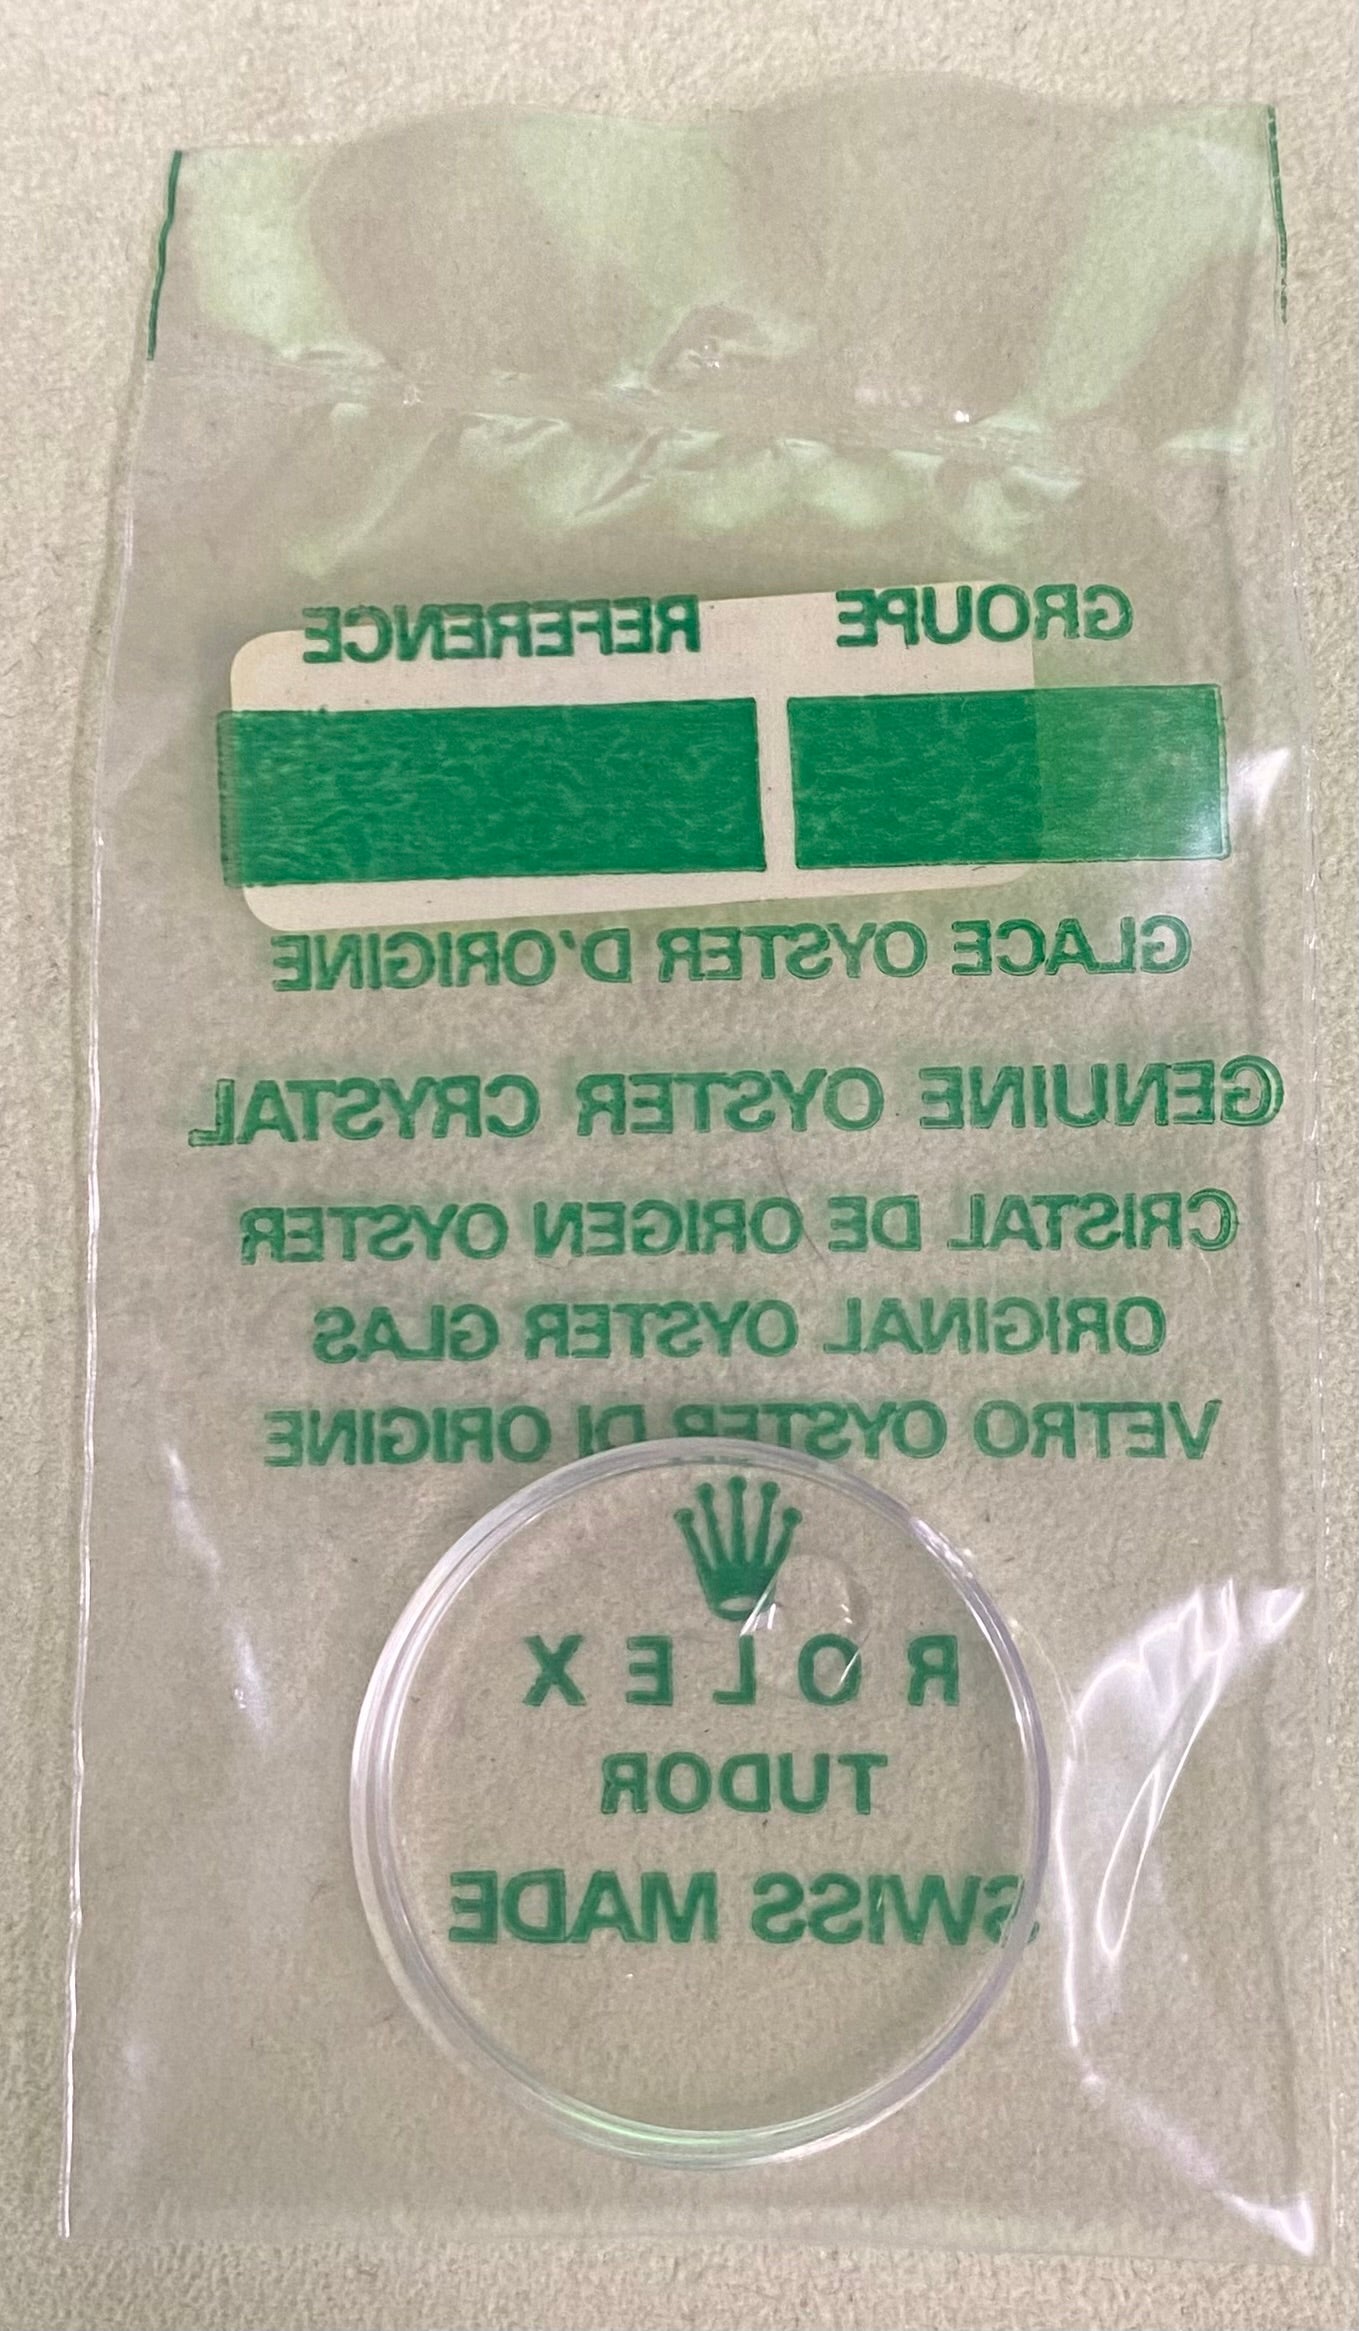 GROUPE REFERENCE
GLACE OYSTER D'ORIGINE
GENUINE OYSTER CRYSTAL
CRISTAL DE ORIGEN OYSTER
ORIGINAL OYSTER GLAS
VETRO OYSTER DI ORIGINE
ROLEX
TUDOR
SWISS MADE